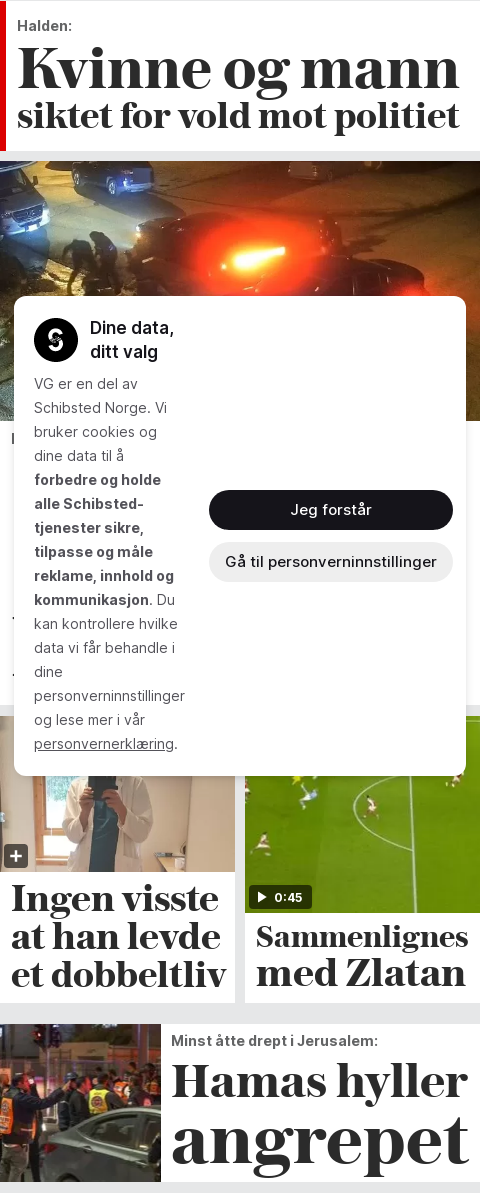 Halden:
Kvinne og mann
siktet for vold mot politiet
Dine data,
ditt valg
VG er en del av
Schibsted Norge. Vi
bruker cookies og
dine data til å
forbedre og holde
alle Schibsted-
tjenester sikre,
tilpasse og måle
reklame, innhold og
kommunikasjon. Du
kan kontrollere hvilke
data vi får behandle i
dine
personverninnstillinger
og lese mer i vår
personvernerklæring.
Jeg forstår
Gå til personverninnstillinger
0:45
Ingen visste
at han levde
et dobbeltliv
Sammenlignes
med Zlatan
Minst åtte drept i Jerusalem:
Hamas hyller
angrepet